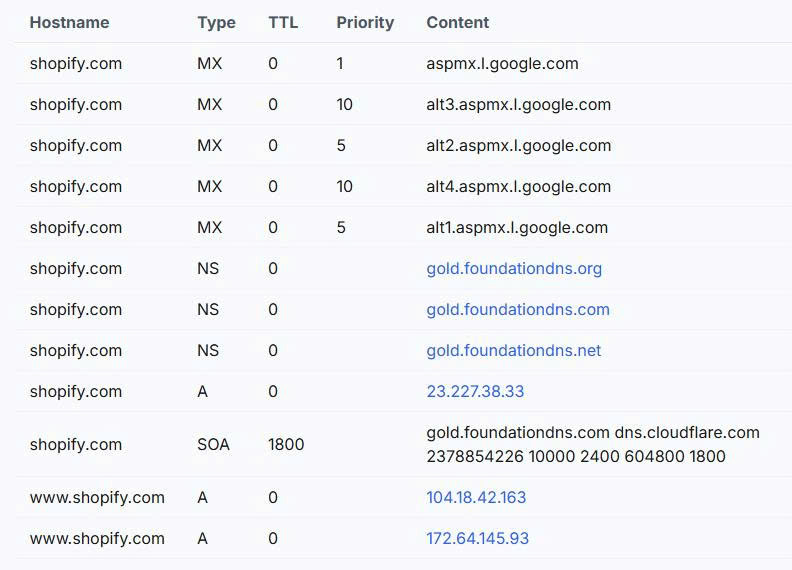 Hostname Type TTL Priority Content
shopify.com MX 0 1 aspmx.l.google.com
shopify.com MX 0 10 alt3.aspmx.l.google.com
shopify.com MX 0 5 alt2.aspmx.l.google.com
shopify.com MX 0 10 alt4.aspmx.l.google.com
shopify.com MX 0 5 alt1.aspmx.l.google.com
shopify.com NS 0 gold.foundationdns.org
shopify.com NS 0 gold.foundationdns.com
shopify.com NS 0 gold.foundationdns.net
shopify.com A 0 23.227.38.33
shopify.com SOA 1800 gold.foundationdns.com dns.cloudflare.com
2378854226 10000 2400 604800 1800
www.shopify.com A 0 104.18.42.163
www.shopify.com A 0 172.64.145.93